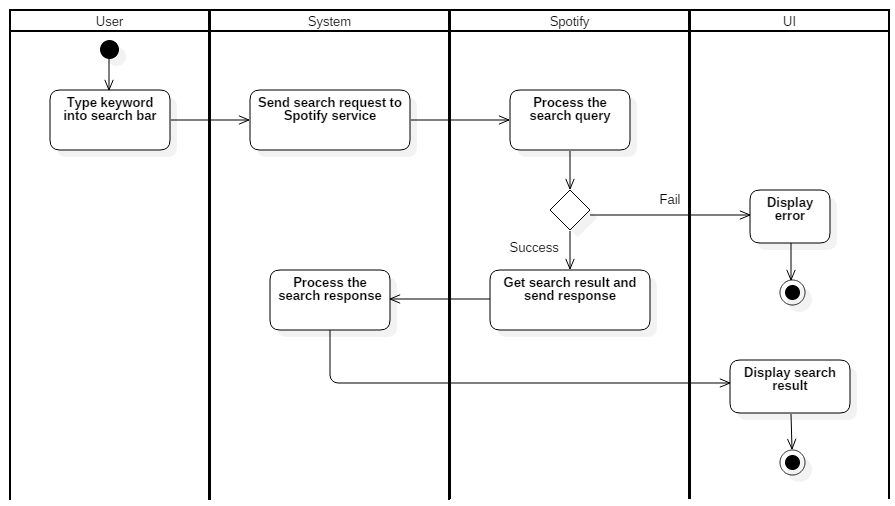 User
System
Spotify
UI
Type keyword
into search bar
Send search request to
Spotify service
Process the
search query
Fail
Display
error
Success
Process the
search response
Get search result and
send response
Display search
result